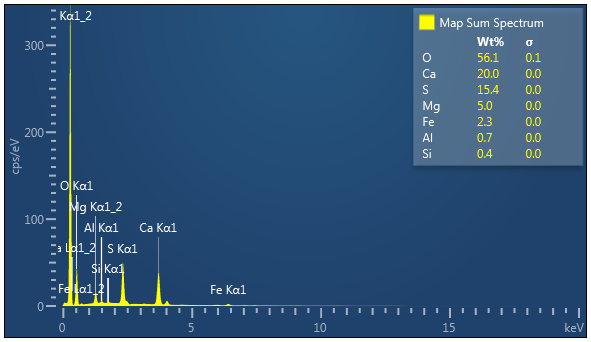 Kα1_2
300
Map Sum Spectrum
Wt% σ
O 56.1 0.1
Ca 20.0 0.0
S 15.4 0.0
Mg 5.0 0.0
Fe 2.3 0.0
Al 0.7 0.0
Si 0.4 0.0
200
cps/eV
O Kα1
Mg Kα1_2
100
Al Kα1
Ca Kα1
a Lα1_2
S Kα1
Si Kα1
Fe Lα1_2
Fe Kα1
0
0 5 10 15 keV